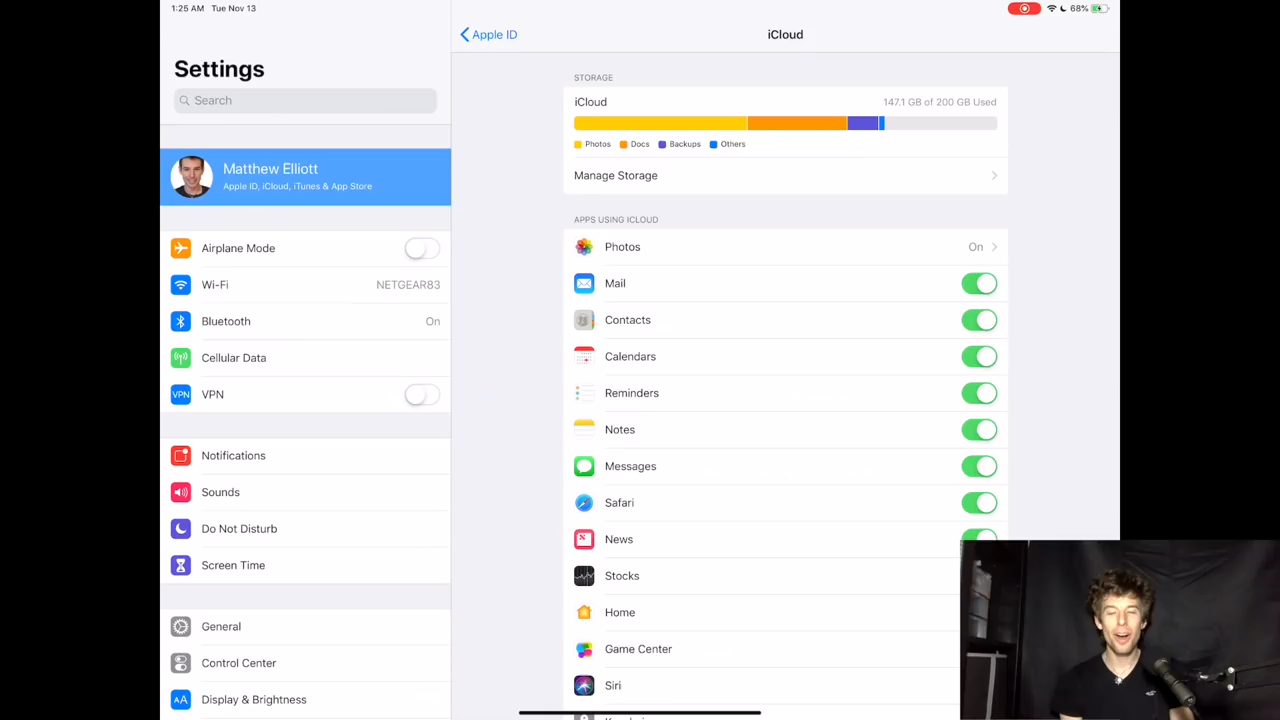 1:25 AM Tue Nov 13
68%
Settings
Search
Matthew Elliott
Apple ID, iCloud, iTunes & App Store
Airplane Mode
Wi-Fi NETGEAR83
Bluetooth On
Cellular Data
VPN VPN
Notifications
Sounds
Do Not Disturb
Screen Time
General
Control Center
AA Display & Brightness
Apple ID
iCloud
STORAGE
iCloud 147.1 GB of 200 GB Used
Photos Docs Backups Others
Manage Storage
APPS USING ICLOUD
Photos On
Mail
Contacts
Calendars
Reminders
Notes
Messages
Safari
News
Stocks
Home
Game Center
Siri